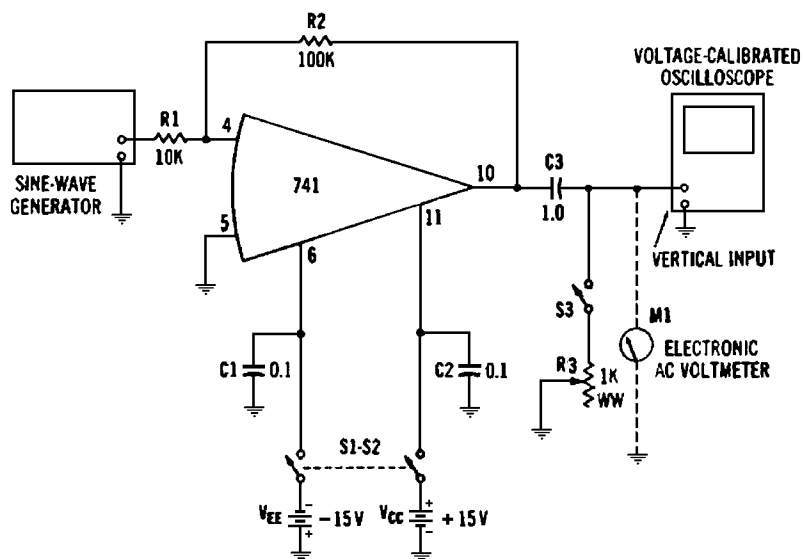 R2
100K
VOLTAGE-CALIBRATED
OSCILLOSCOPE
R1
10K
4
741
10
C3
1.0
SINE-WAVE
GENERATOR
5
6
11
VERTICAL INPUT
S3
M1
ELECTRONIC
AC VOLTMETER
C1
0.1
C2
0.1
R3
1K
WW
S1-S2
VEE
-
+
-15V
VCC
+
-
+15V